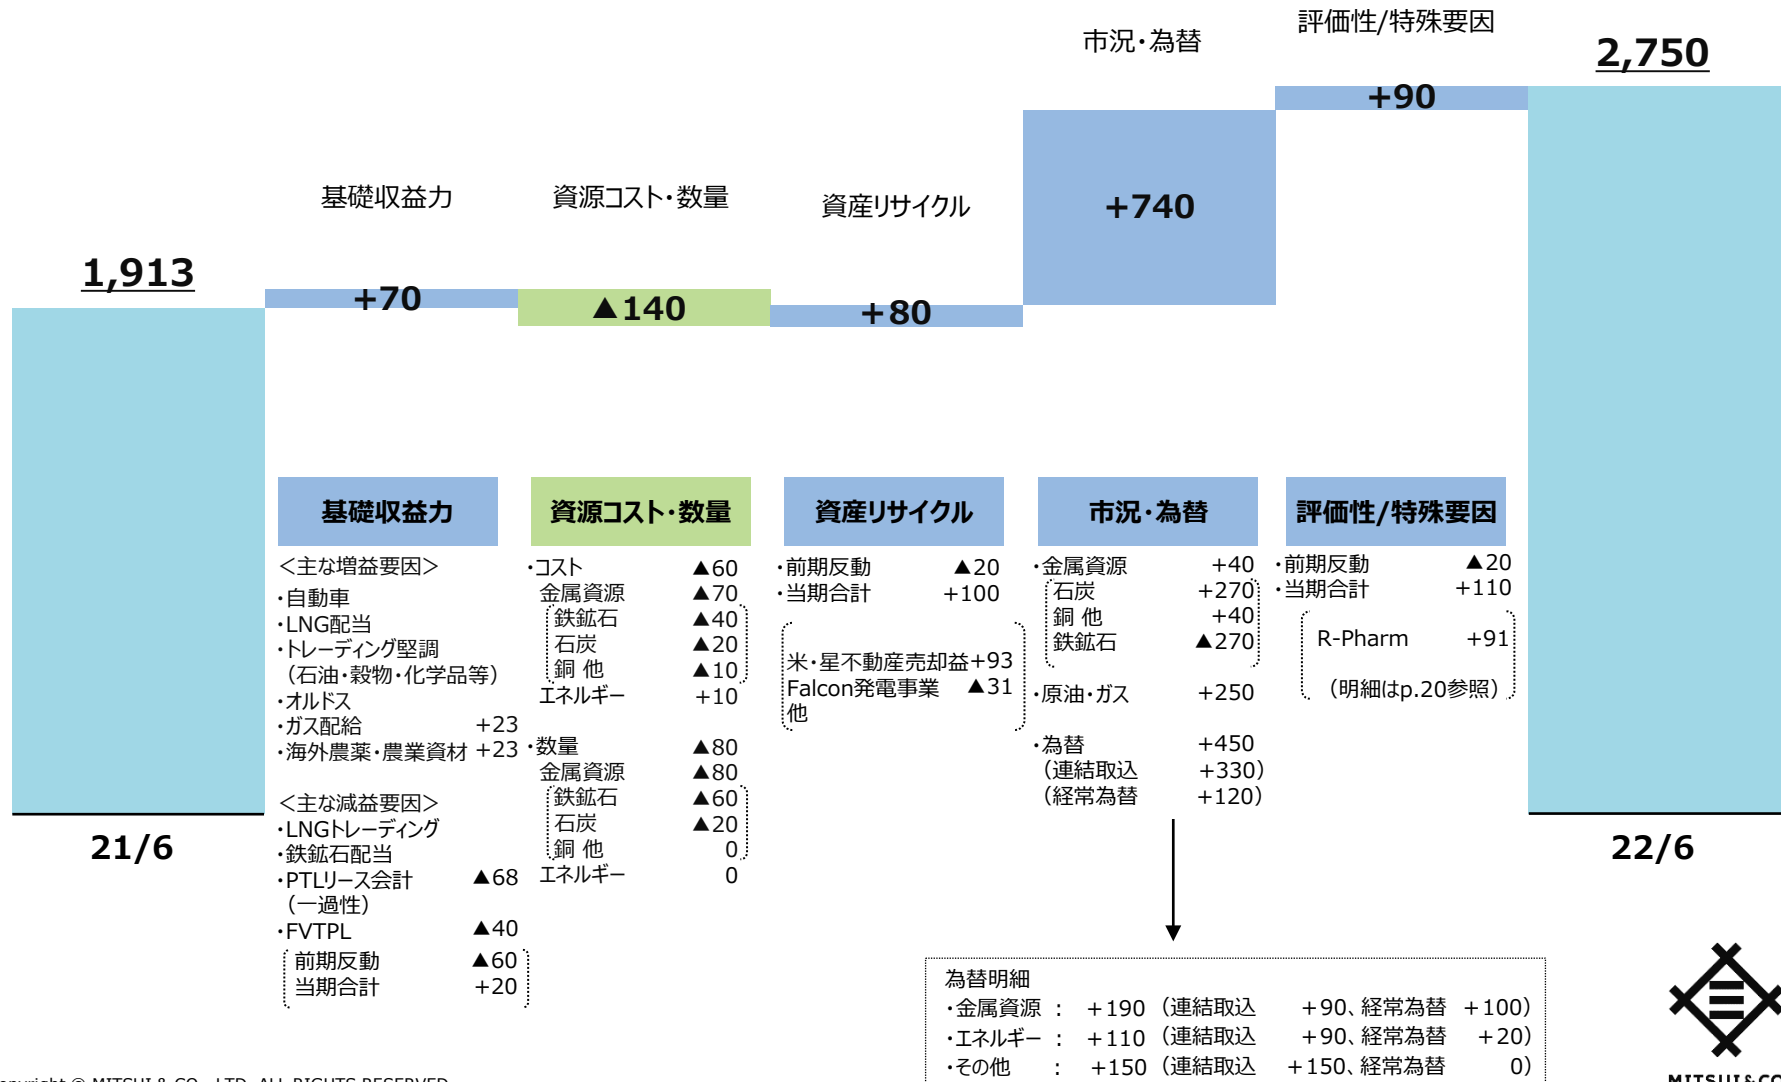 評価性/特殊要因
市況・為替
2,750
+90
基礎収益力
資源コスト・数量
資産リサイクル
+740
1,913
+70
▲140
+80
21/6
22/6
基礎収益力
<主な増益要因>
・自動車
・LNG配当
・トレーディング堅調
(石油・穀物・化学品等)
・オルドス
・ガス配給 +23
・海外農薬・農業資材 +23
<主な減益要因>
・LNGトレーディング
・鉄鉱石配当
・PTLリース会計 ▲68
(一過性)
・FVTPL ▲40
前期反動 ▲60
当期合計 +20
資源コスト・数量
・コスト ▲60
金属資源 ▲70
鉄鉱石 ▲40
石炭 ▲20
銅 他 ▲10
エネルギー +10
・数量 ▲80
金属資源 ▲80
鉄鉱石 ▲60
石炭 ▲20
銅 他 0
エネルギー 0
資産リサイクル
・前期反動 ▲20
・当期合計 +100
米・星不動産売却益+93
Falcon発電事業 ▲31
他
市況・為替
・金属資源 +40
石炭 +270
銅 他 +40
鉄鉱石 ▲270
・原油・ガス +250
・為替 +450
(連結取込 +330)
(経常為替 +120)
評価性/特殊要因
・前期反動 ▲20
・当期合計 +110
R-Pharm +91
(明細はp.20参照)
為替明細
・金属資源 : +190 (連結取込 +90、経常為替 +100)
・エネルギー : +110 (連結取込 +90、経常為替 +20)
・その他 : +150 (連結取込 +150、経常為替 0)